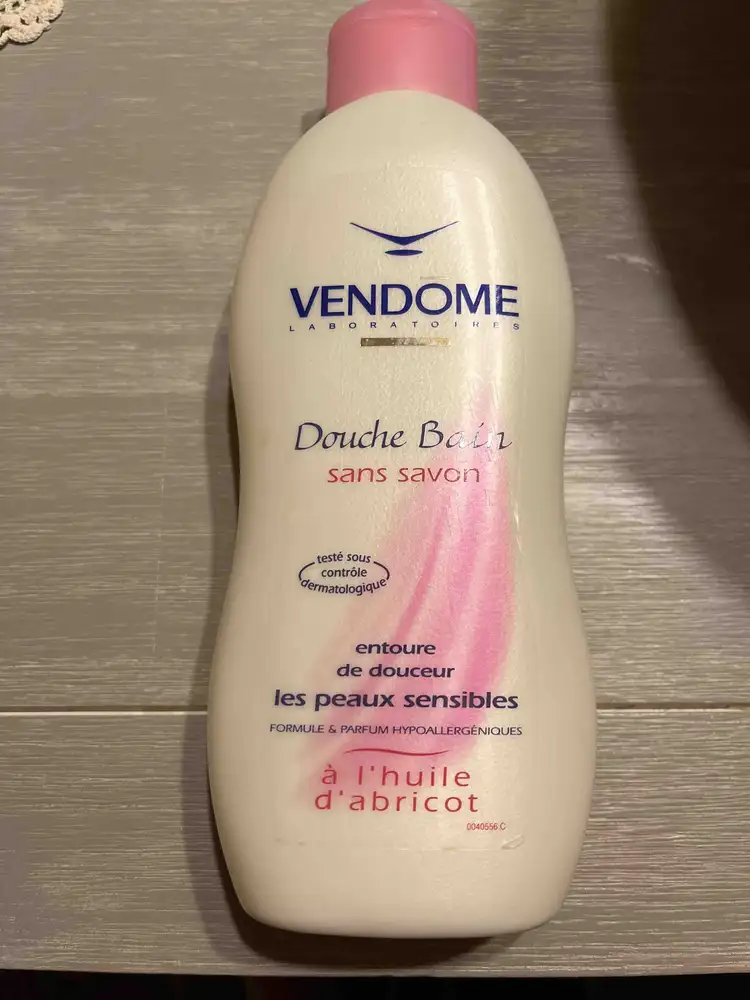 VENDOME
LABORATOIRES
Douche Bain
sans savon
testé sous
contrôle
dermatologique
entoure
de douceur
les peaux sensibles
FORMULE & PARFUM HYPOALLERGÉNIQUES
à l'huile
d'abricot
0040556 C